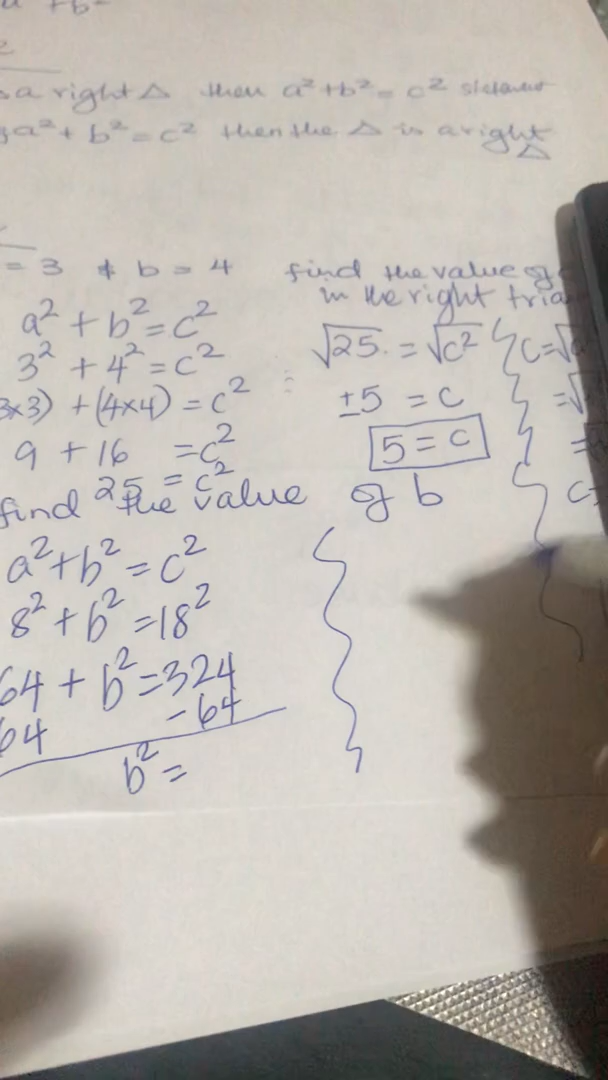 +b²
2
a right △ then a² + b² = c²
a² + b² = c² then the △ is a right
△
= 3 & b = 4 find the value of
in the right tria
a² + b² = c²
3² + 4² = c²
3×3) + (4×4) = c²
9 + 16 = c²
25 = c²
√25 = √c²
±5 = c
5 = c
c = √
= √
=
c
find the value of b
a² + b² = c²
8² + b² = 18²
64 + b² = 324
64 - 64
b² =